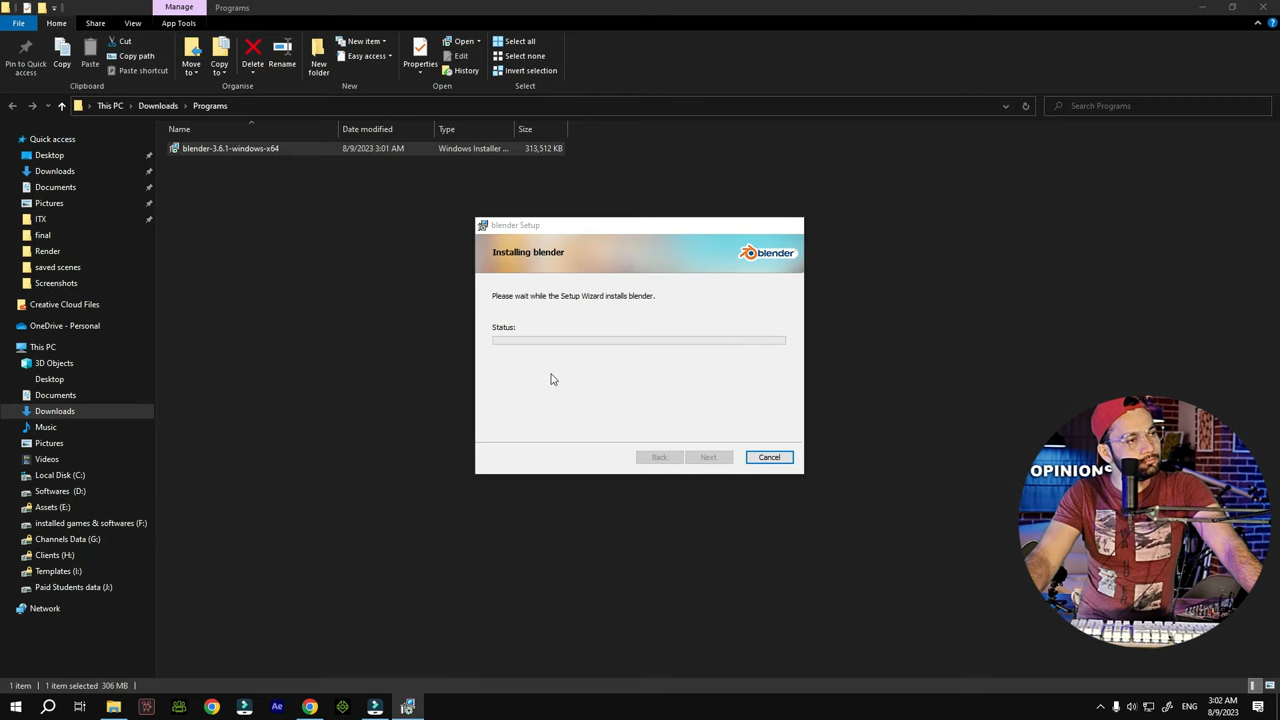 Manage
Programs
File
Home
Share
View
App Tools
Pin to Quick access
Copy
Paste
Cut
Copy path
Paste shortcut
Clipboard
Move to
Copy to
Delete
Rename
Organise
New folder
New item
Easy access
New
Properties
Open
Edit
History
Open
Select all
Select none
Invert selection
Select
This PC > Downloads > Programs
Search Programs
Name
Date modified
Type
Size
blender-3.6.1-windows-x64
8/9/2023 3:01 AM
Windows Installer ...
313,512 KB
Quick access
Desktop
Downloads
Documents
Pictures
ITX
final
Render
saved scenes
Screenshots
Creative Cloud Files
OneDrive - Personal
This PC
3D Objects
Desktop
Documents
Downloads
Music
Pictures
Videos
Local Disk (C:)
Softwares (D:)
Assets (E:)
installed games & softwares (F:)
Channels Data (G:)
Clients (H:)
Templates (I:)
Paid Students data (J:)
Network
blender Setup
Installing blender
blender
Please wait while the Setup Wizard installs blender.
Status:
Back
Next
Cancel
OPINION
1 item
1 item selected 306 MB
Ae
ENG
3:02 AM
8/9/2023